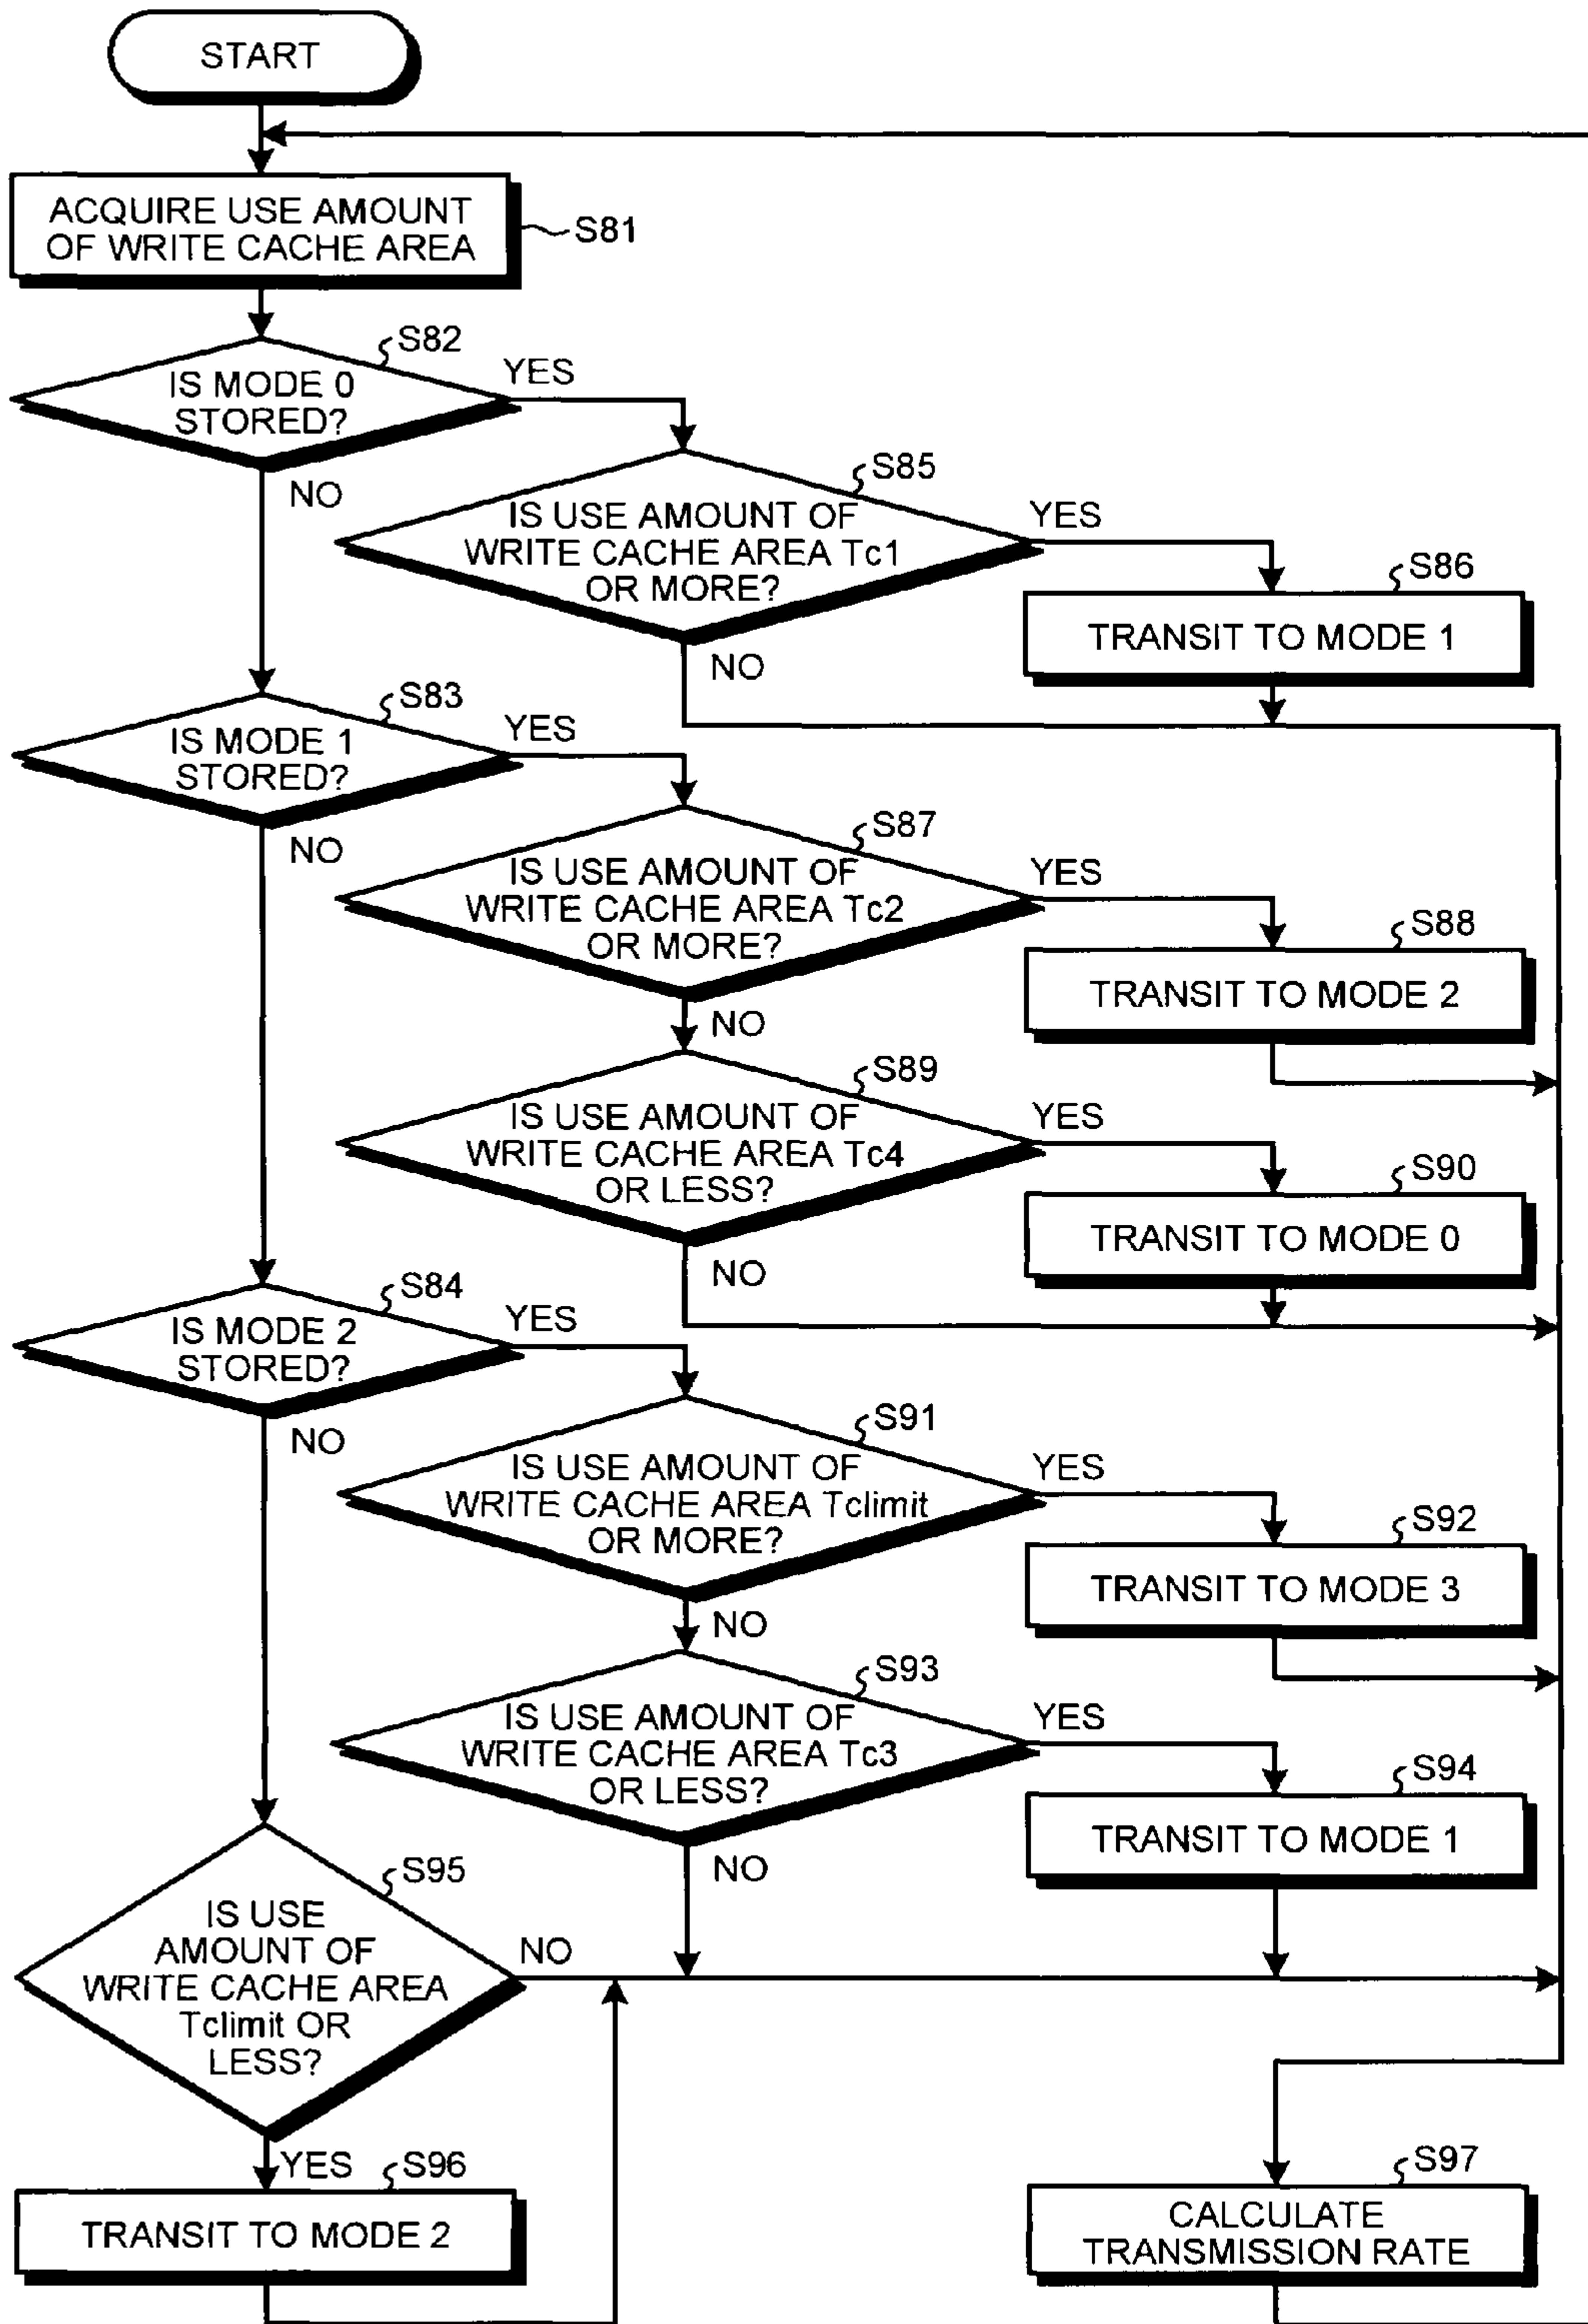 START
ACQUIRE USE AMOUNT
OF WRITE CACHE AREA
S81
S82
IS MODE 0
STORED?
YES
NO
S85
IS USE AMOUNT OF
WRITE CACHE AREA Tc1
OR MORE?
YES
NO
S86
TRANSIT TO MODE 1
S83
IS MODE 1
STORED?
YES
NO
S87
IS USE AMOUNT OF
WRITE CACHE AREA Tc2
OR MORE?
YES
NO
S88
TRANSIT TO MODE 2
S89
IS USE AMOUNT OF
WRITE CACHE AREA Tc4
OR LESS?
YES
NO
S90
TRANSIT TO MODE 0
S84
IS MODE 2
STORED?
YES
NO
S91
IS USE AMOUNT OF
WRITE CACHE AREA Tclimit
OR MORE?
YES
NO
S92
TRANSIT TO MODE 3
S93
IS USE AMOUNT OF
WRITE CACHE AREA Tc3
OR LESS?
YES
NO
S94
TRANSIT TO MODE 1
S95
IS USE
AMOUNT OF
WRITE CACHE AREA
Tclimit OR
LESS?
NO
YES
S96
TRANSIT TO MODE 2
S97
CALCULATE
TRANSMISSION RATE